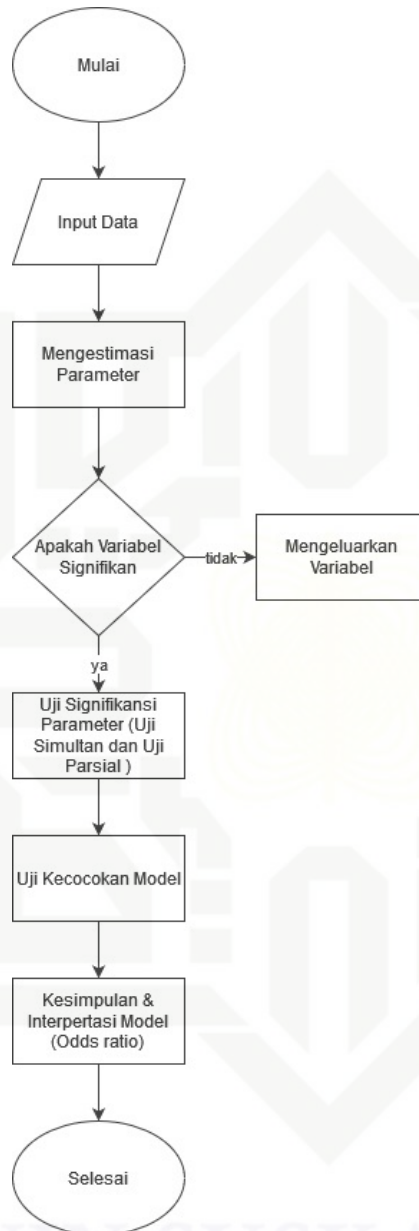 Mulai
Input Data
Mengestimasi
Parameter
Apakah Variabel
Signifikan
tidak
Mengeluarkan
Variabel
ya
Uji Signifikansi
Parameter (Uji
Simultan dan Uji
Parsial )
Uji Kecocokan Model
Kesimpulan &
Interpertasi Model
(Odds ratio)
Selesai